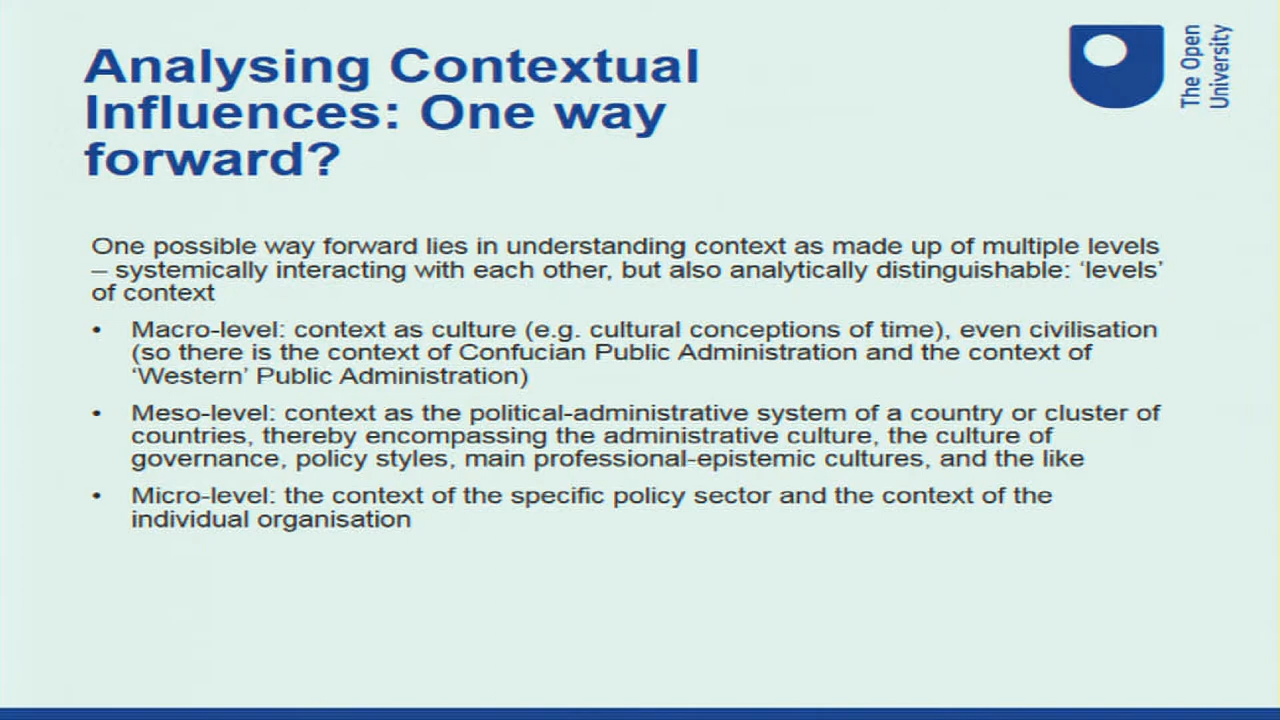 Analysing Contextual
Influences: One way
forward?
The Open
University
One possible way forward lies in understanding context as made up of multiple levels
– systemically interacting with each other, but also analytically distinguishable: ‘levels’
of context
• Macro-level: context as culture (e.g. cultural conceptions of time), even civilisation
(so there is the context of Confucian Public Administration and the context of
‘Western’ Public Administration)
• Meso-level: context as the political-administrative system of a country or cluster of
countries, thereby encompassing the administrative culture, the culture of
governance, policy styles, main professional-epistemic cultures, and the like
• Micro-level: the context of the specific policy sector and the context of the
individual organisation